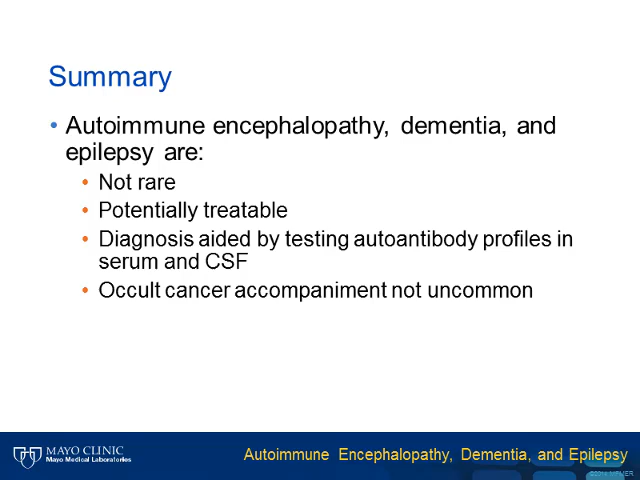 Summary
• Autoimmune encephalopathy, dementia, and
epilepsy are:
• Not rare
• Potentially treatable
• Diagnosis aided by testing autoantibody profiles in
serum and CSF
• Occult cancer accompaniment not uncommon
MAYO CLINIC
Mayo Medical Laboratories
Autoimmune Encephalopathy, Dementia, and Epilepsy